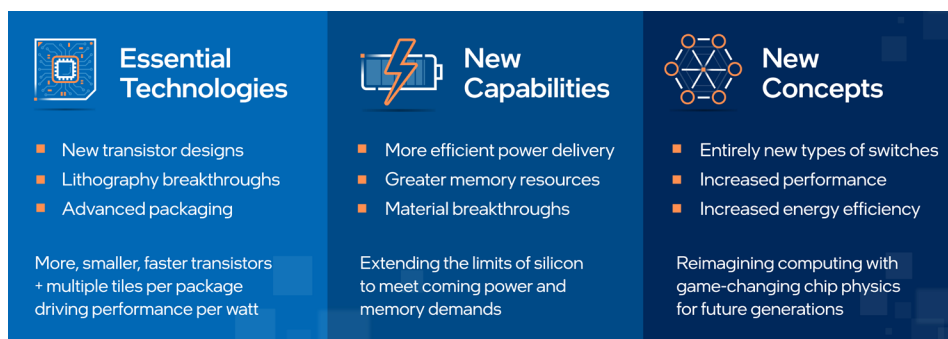 Essential
Technologies
New transistor designs
Lithography breakthroughs
Advanced packaging
More, smaller, faster transistors
+ multiple tiles per package
driving performance per watt
New
Capabilities
More efficient power delivery
Greater memory resources
Material breakthroughs
Extending the limits of silicon
to meet coming power and
memory demands
New
Concepts
Entirely new types of switches
Increased performance
Increased energy efficiency
Reimagining computing with
game-changing chip physics
for future generations